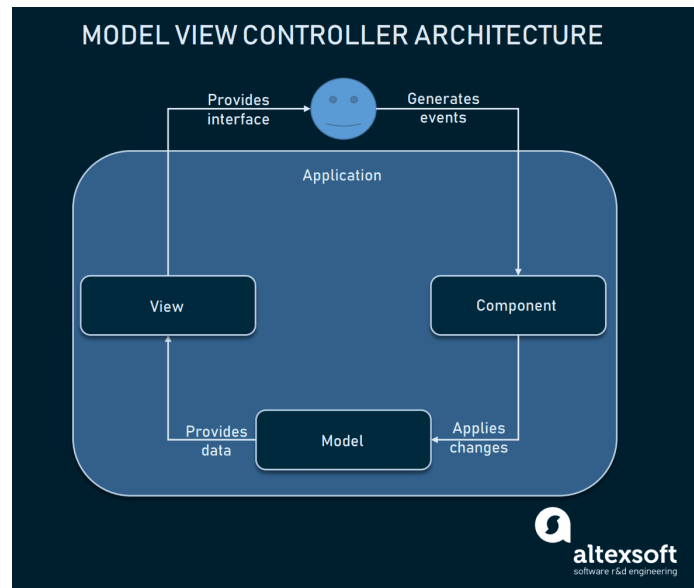 MODEL VIEW CONTROLLER ARCHITECTURE
Provides
interface
Generates
events
Application
View
Component
Provides
data
Model
Applies
changes
altexsoft
software r&d engineering